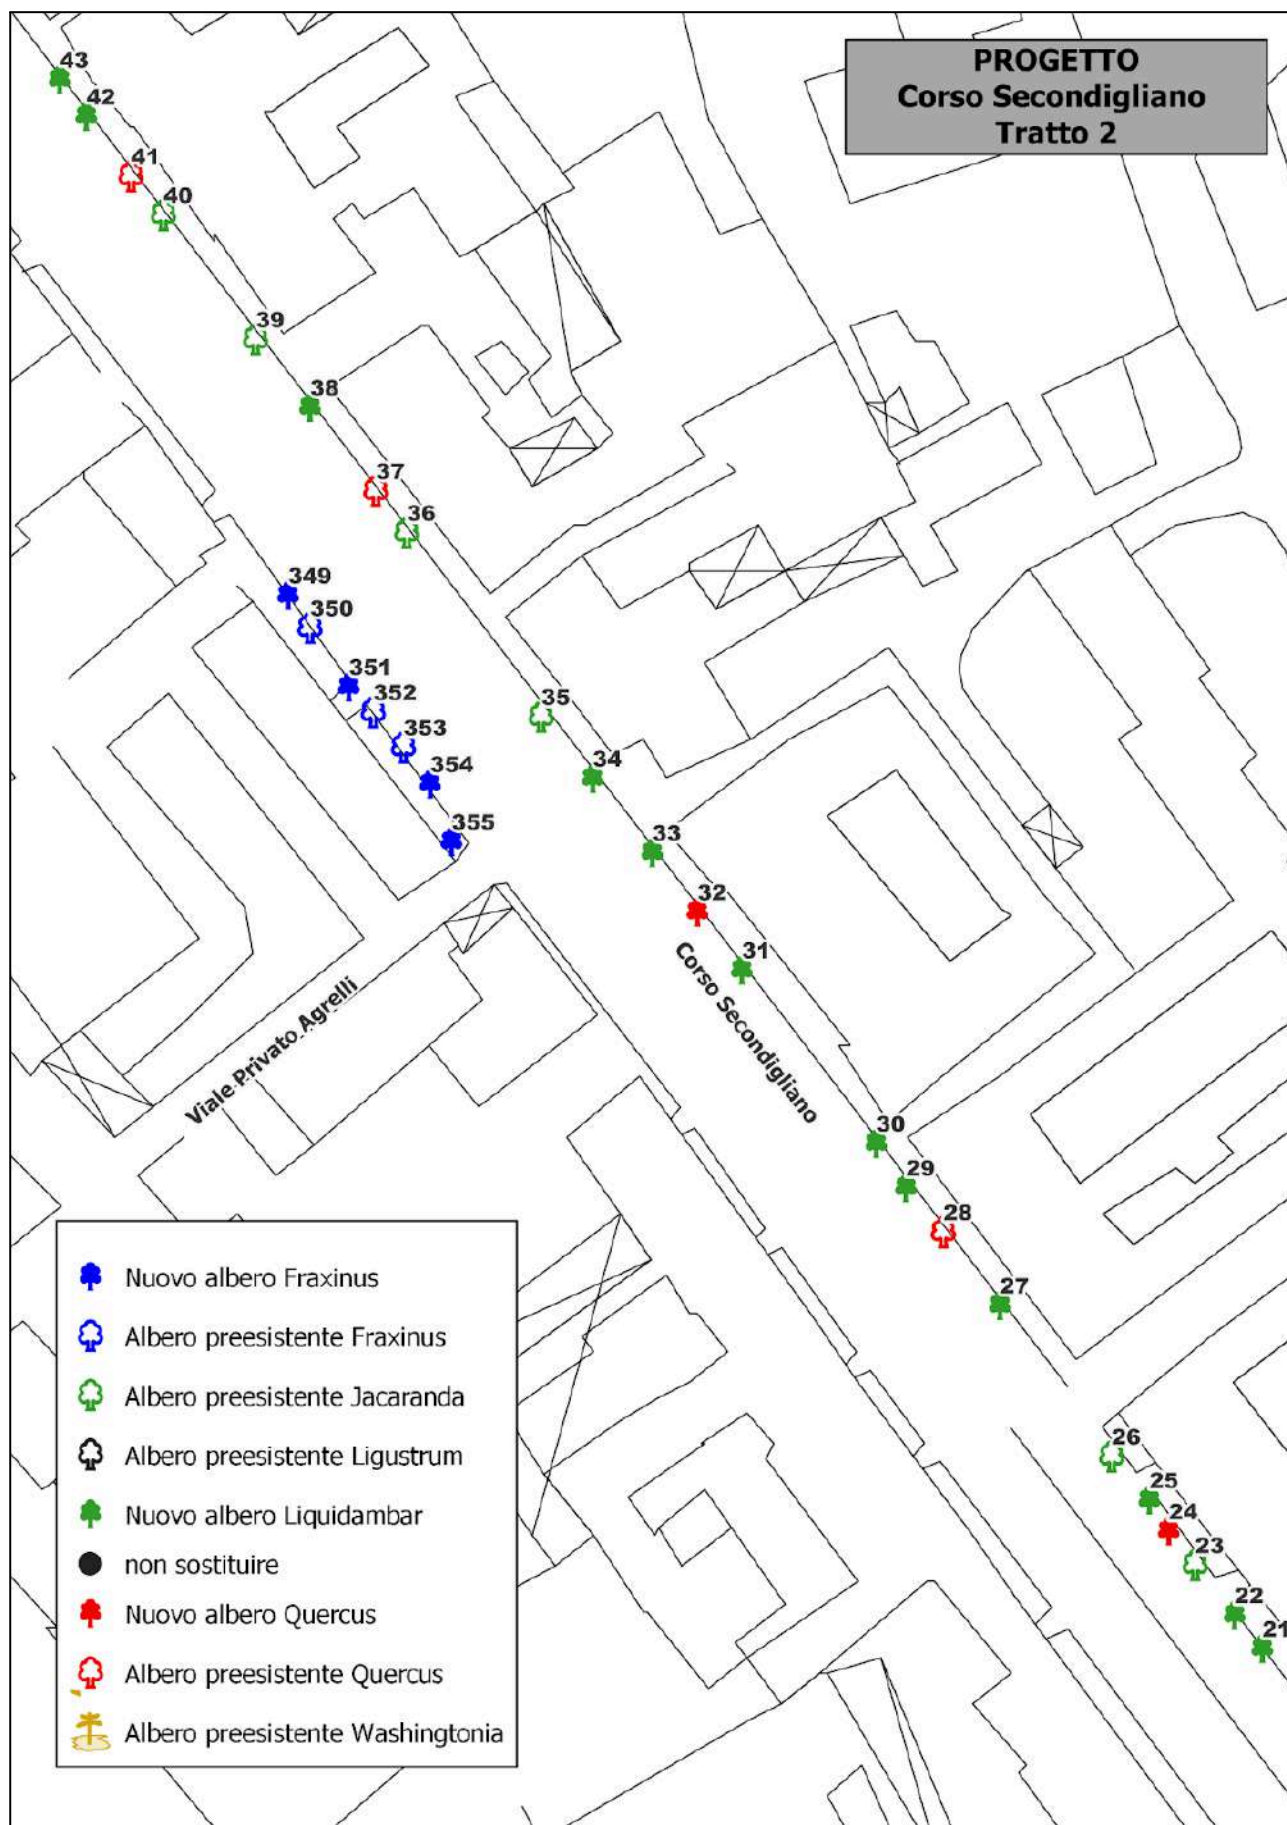 PROGETTO
Corso Secondigliano
Tratto 2
43
42
41
40
39
38
37
36
349
350
351
352
353
354
355
35
34
33
32
31
Corso Secondigliano
Viale Privato Agrelli
30
29
28
27
26
25
24
23
22
21
Nuovo albero Fraxinus
Albero preesistente Fraxinus
Albero preesistente Jacaranda
Albero preesistente Ligustrum
Nuovo albero Liquidambar
non sostituire
Nuovo albero Quercus
Albero preesistente Quercus
Albero preesistente Washingtonia